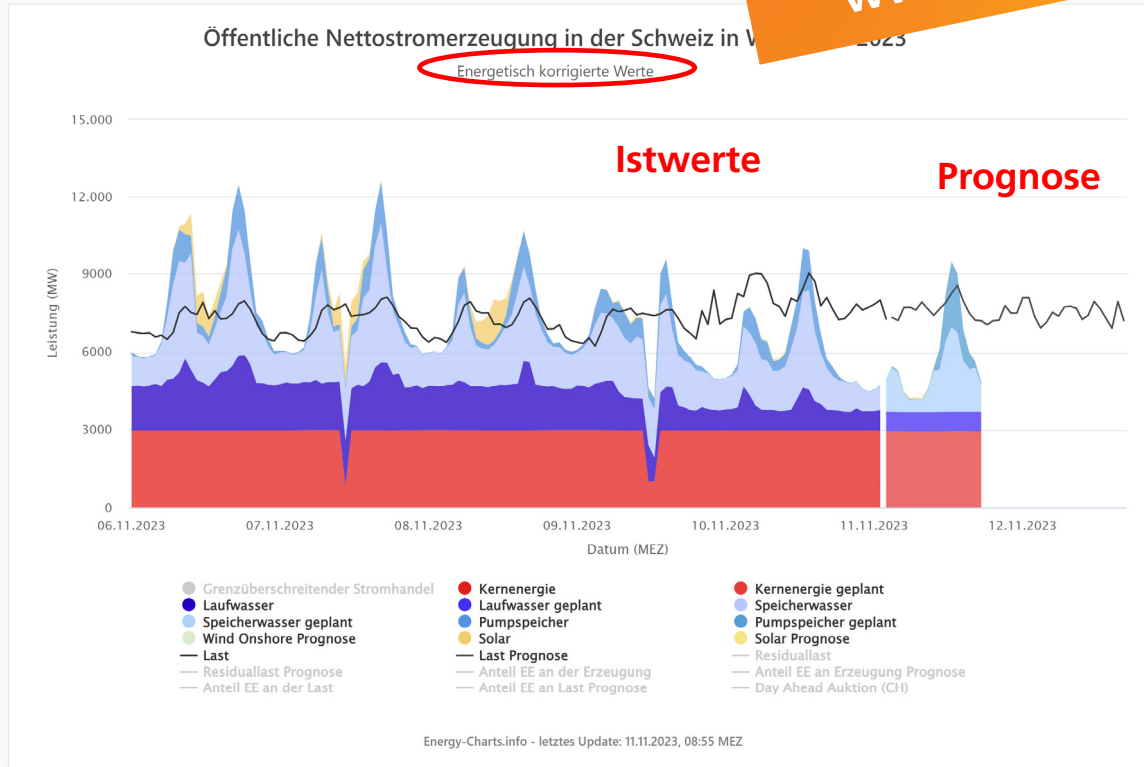 Öffentliche Nettostromerzeugung in der Schweiz in 2023
Energetisch korrigierte Werte
Istwerte
Prognose
Leistung (MW)
15.000
12.000
9000
6000
3000
0
06.11.2023 07.11.2023 08.11.2023 09.11.2023 10.11.2023 11.11.2023 12.11.2023
Datum (MEZ)
Grenzüberschreitender Stromhandel Kernenergie Kernenergie geplant
Laufwasser Laufwasser geplant Speicherwasser
Speicherwasser geplant Pumpspeicher Pumpspeicher geplant
Wind Onshore Prognose Solar Solar Prognose
Last Last Prognose Residuallast
Residuallast Prognose Anteil EE an der Erzeugung Anteil EE an Erzeugung Prognose
Anteil EE an der Last Anteil EE an Last Prognose Day Ahead Auktion (CH)
Energy-Charts.info - letztes Update: 11.11.2023, 08:55 MEZ